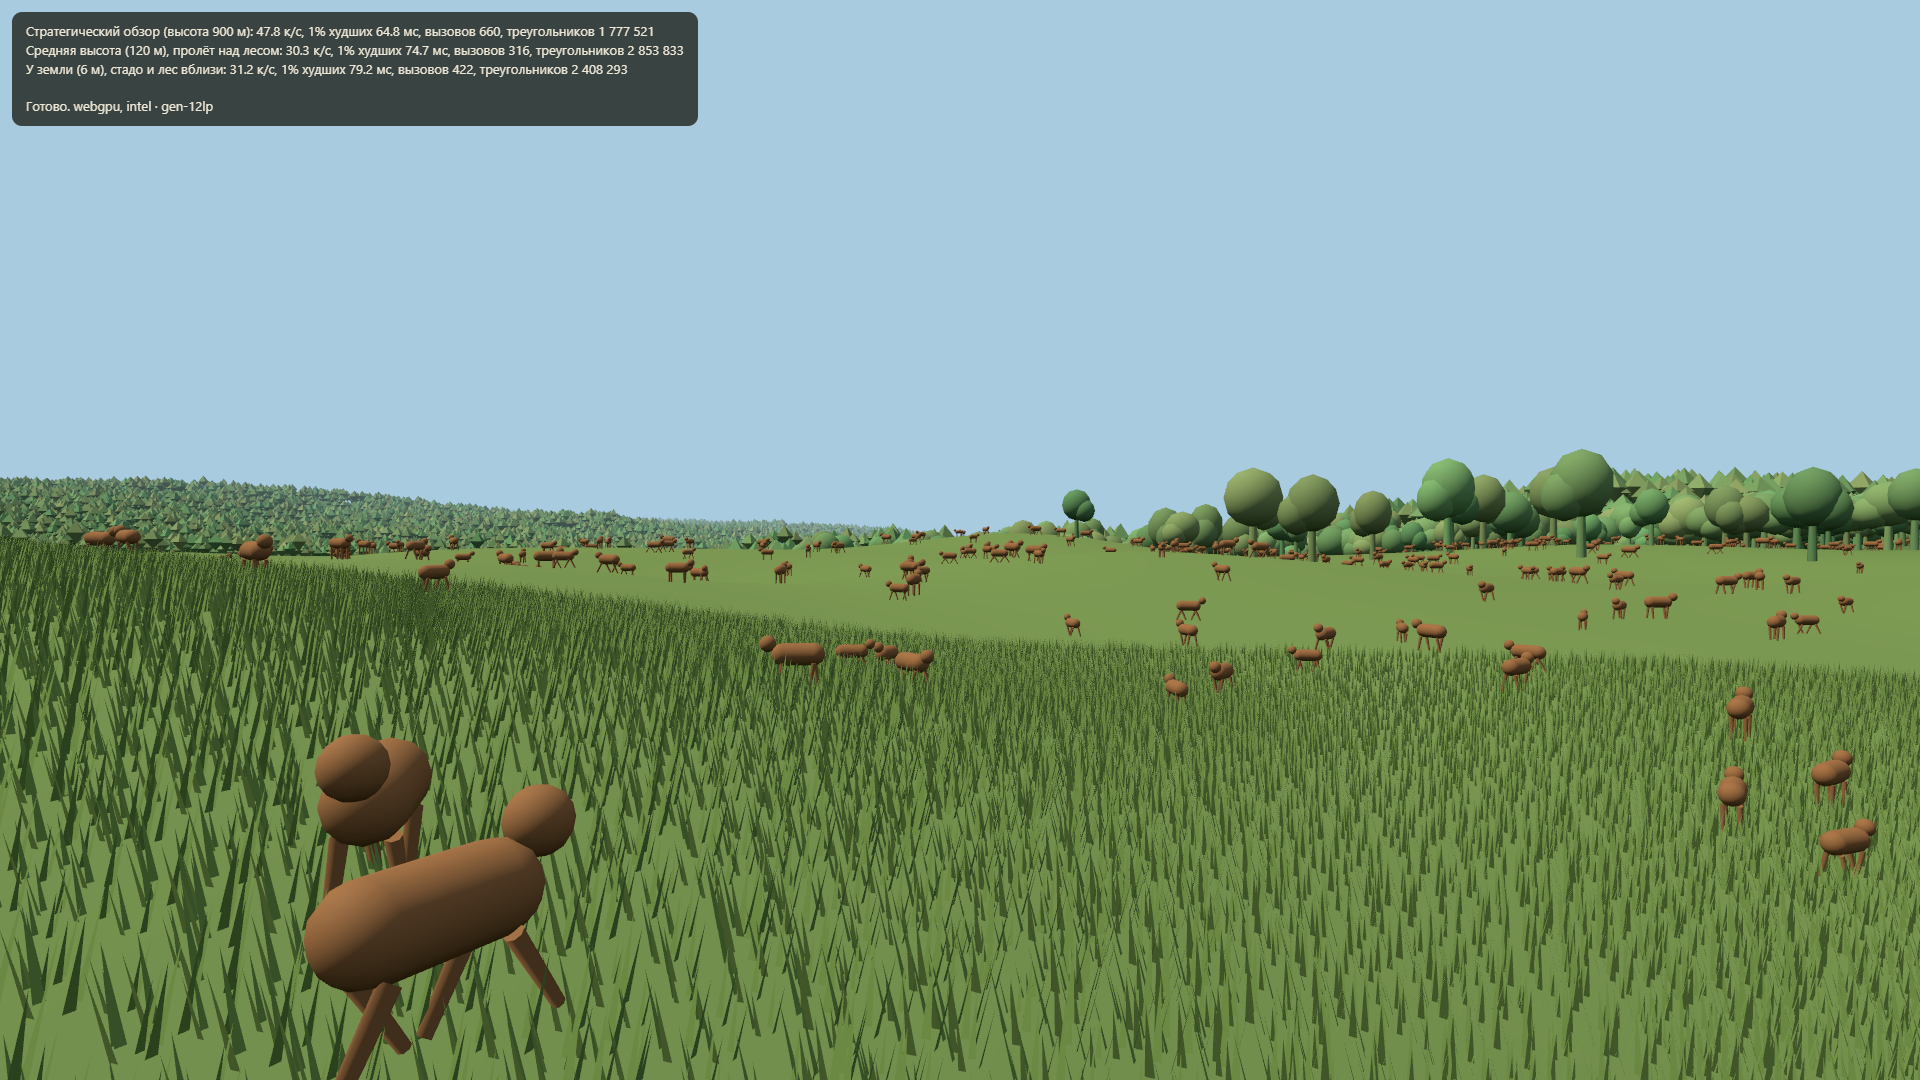 Стратегический обзор (высота 900 м): 47.8 к/с, 1% худших 64.8 мс, вызовов 660, треугольников 1 777 521
Средняя высота (120 м), пролёт над лесом: 30.3 к/с, 1% худших 74.7 мс, вызовов 316, треугольников 2 853 833
У земли (6 м), стадо и лес вблизи: 31.2 к/с, 1% худших 79.2 мс, вызовов 422, треугольников 2 408 293
Готово. webgpu, intel · gen-12lp